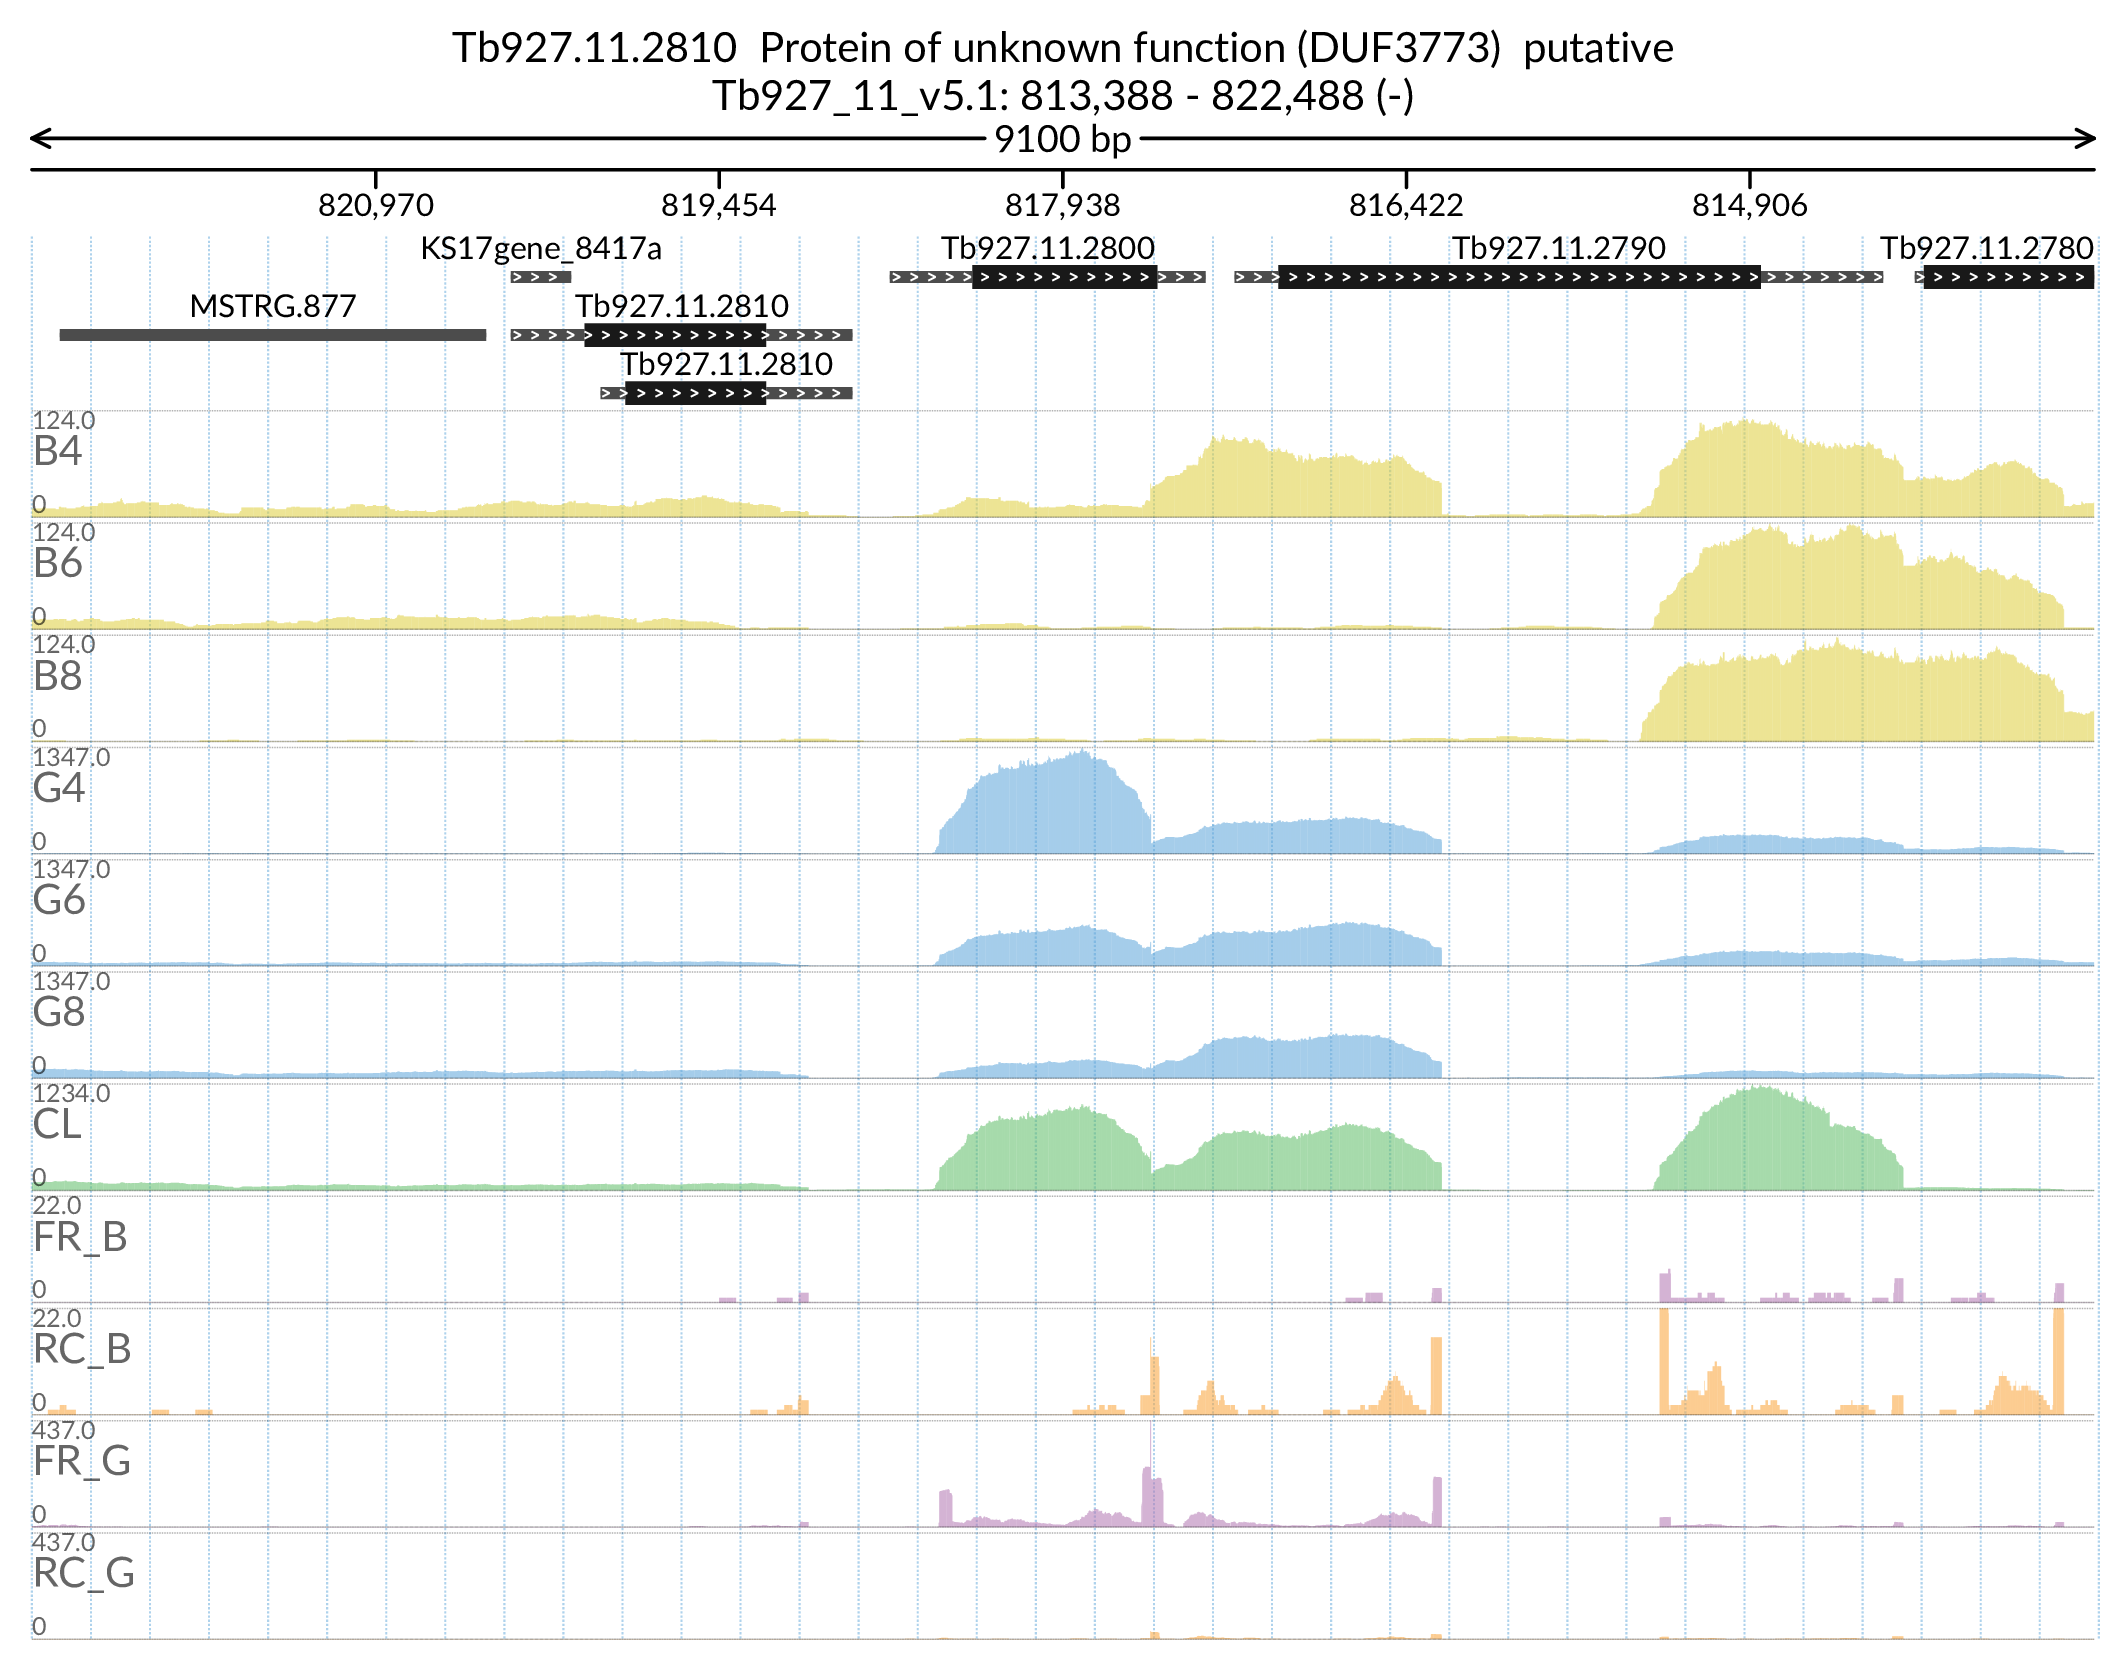 Tb927.11.2810 Protein of unknown function (DUF3773) putative
Tb927_11_v5.1: 813,388 - 822,488 (-)
9100 bp
820,970 819,454 817,938 816,422 814,906
KS17gene_8417a Tb927.11.2800 Tb927.11.2790 Tb927.11.2780
MSTRG.877 Tb927.11.2810
Tb927.11.2810
124.0
B4
0
124.0
B6
0
124.0
B8
0
1347.0
G4
0
1347.0
G6
0
1347.0
G8
0
1234.0
CL
0
22.0
FR_B
0
22.0
RC_B
0
437.0
FR_G
0
437.0
RC_G
0